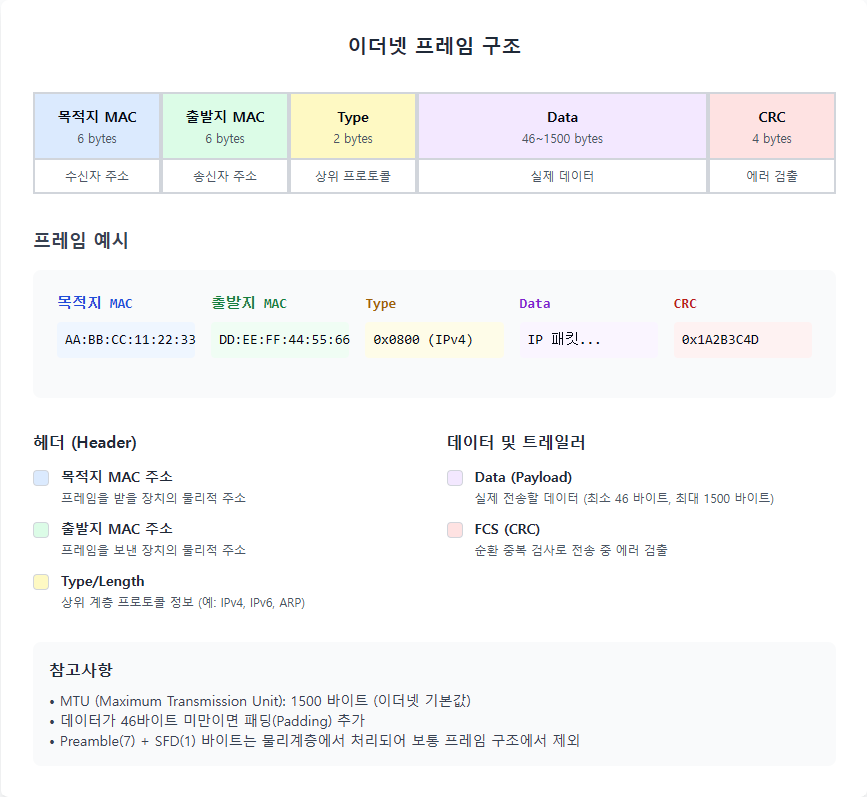 이더넷 프레임 구조
목적지 MAC 출발지 MAC Type Data CRC
6 bytes 6 bytes 2 bytes 46~1500 bytes 4 bytes
수신자 주소 송신자 주소 상위 프로토콜 실제 데이터 에러 검출
프레임 예시
목적지 MAC 출발지 MAC Type Data CRC
AA:BB:CC:11:22:33 DD:EE:FF:44:55:66 0x0800 (IPv4) IP 패킷... 0x1A2B3C4D
헤더 (Header)
목적지 MAC 주소
프레임을 받을 장치의 물리적 주소
출발지 MAC 주소
프레임을 보낸 장치의 물리적 주소
Type/Length
상위 계층 프로토콜 정보 (예: IPv4, IPv6, ARP)
데이터 및 트레일러
Data (Payload)
실제 전송할 데이터 (최소 46 바이트, 최대 1500 바이트)
FCS (CRC)
순환 중복 검사로 전송 중 에러 검출
참고사항
• MTU (Maximum Transmission Unit): 1500 바이트 (이더넷 기본값)
• 데이터가 46바이트 미만이면 패딩(Padding) 추가
• Preamble(7) + SFD(1) 바이트는 물리계층에서 처리되어 보통 프레임 구조에서 제외